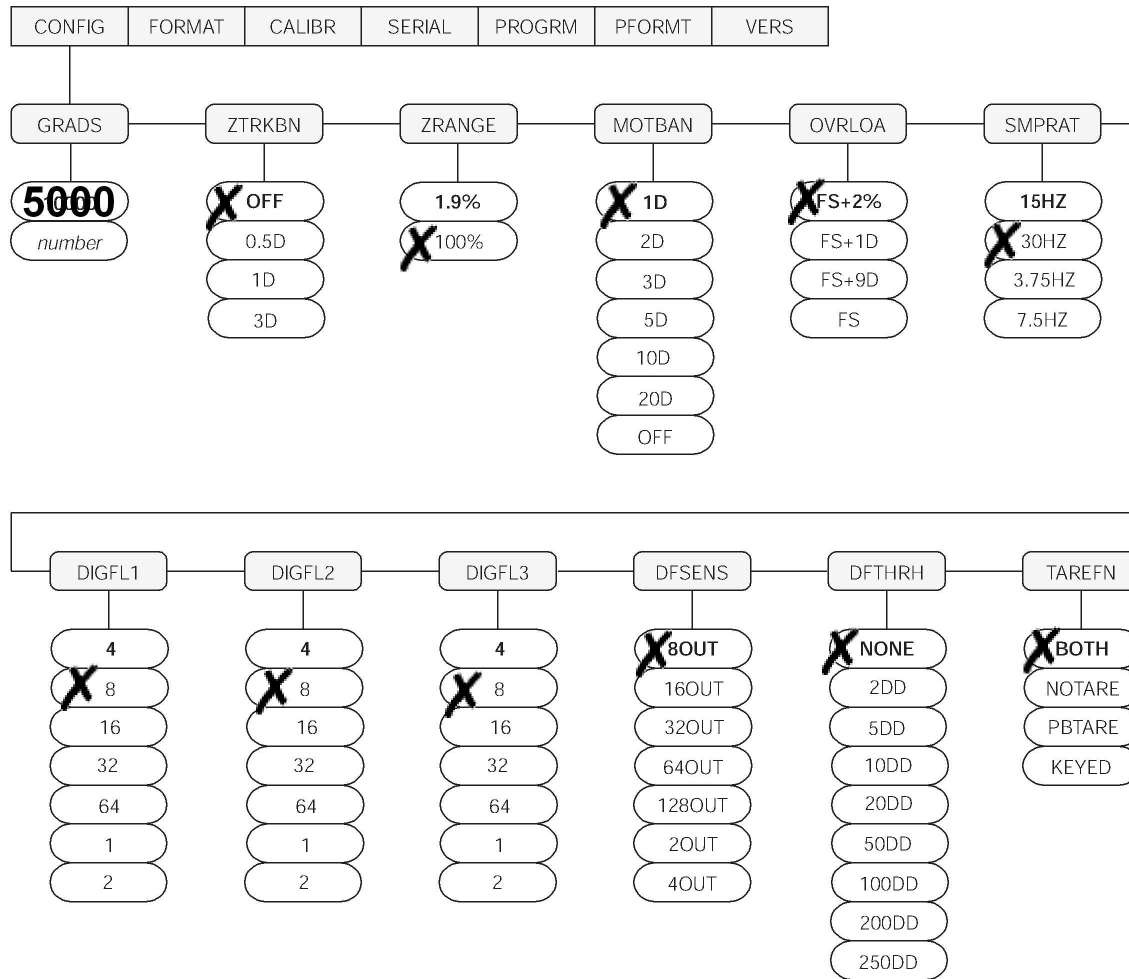 CONFIG FORMAT CALIBR SERIAL PROGRM PFORMT VERS
GRADS ZTRKBN ZRANGE MOTBAN OVRLOA SMPRAT
5000 OFF 1.9% 1D FS+2% 15HZ
number 0.5D 100% 2D FS+1D 30HZ
1D 3D FS+9D 3.75HZ
3D 5D FS 7.5HZ
10D
20D
OFF
DIGFL1 DIGFL2 DIGFL3 DFSENS DFTHRH TAREFN
4 4 4 8OUT NONE BOTH
8 8 8 16OUT 2DD NOTARE
16 16 16 32OUT 5DD PBTARE
32 32 32 64OUT 10DD KEYED
64 64 64 128OUT 20DD
1 1 1 2OUT 50DD
2 2 2 4OUT 100DD
200DD
250DD